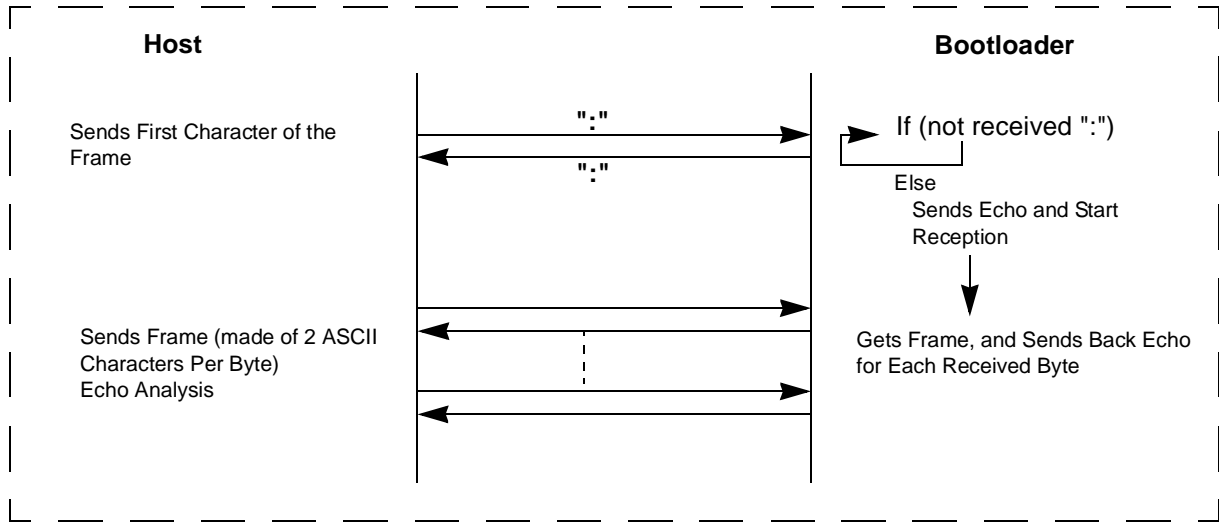 Host
Bootloader
Sends First Character of the
Frame
":"
":"
If (not received ":")
Else
Sends Echo and Start
Reception
Sends Frame (made of 2 ASCII
Characters Per Byte)
Echo Analysis
Gets Frame, and Sends Back Echo
for Each Received Byte